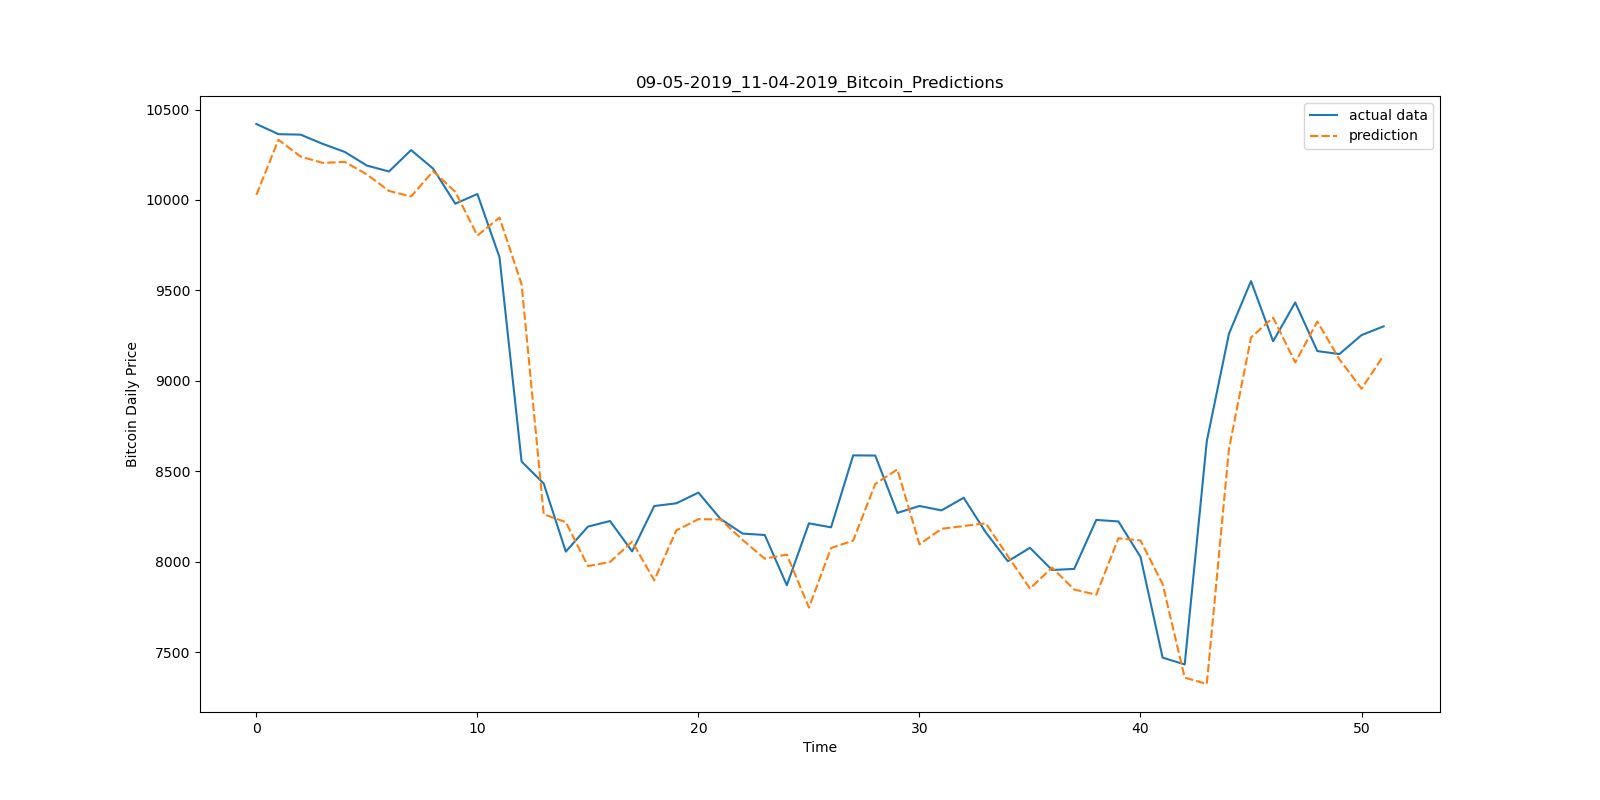 09-05-2019_11-04-2019_Bitcoin_Predictions
actual data
prediction
10500
10000
9500
9000
8500
8000
7500
Bitcoin Daily Price
0 10 20 30 40 50
Time